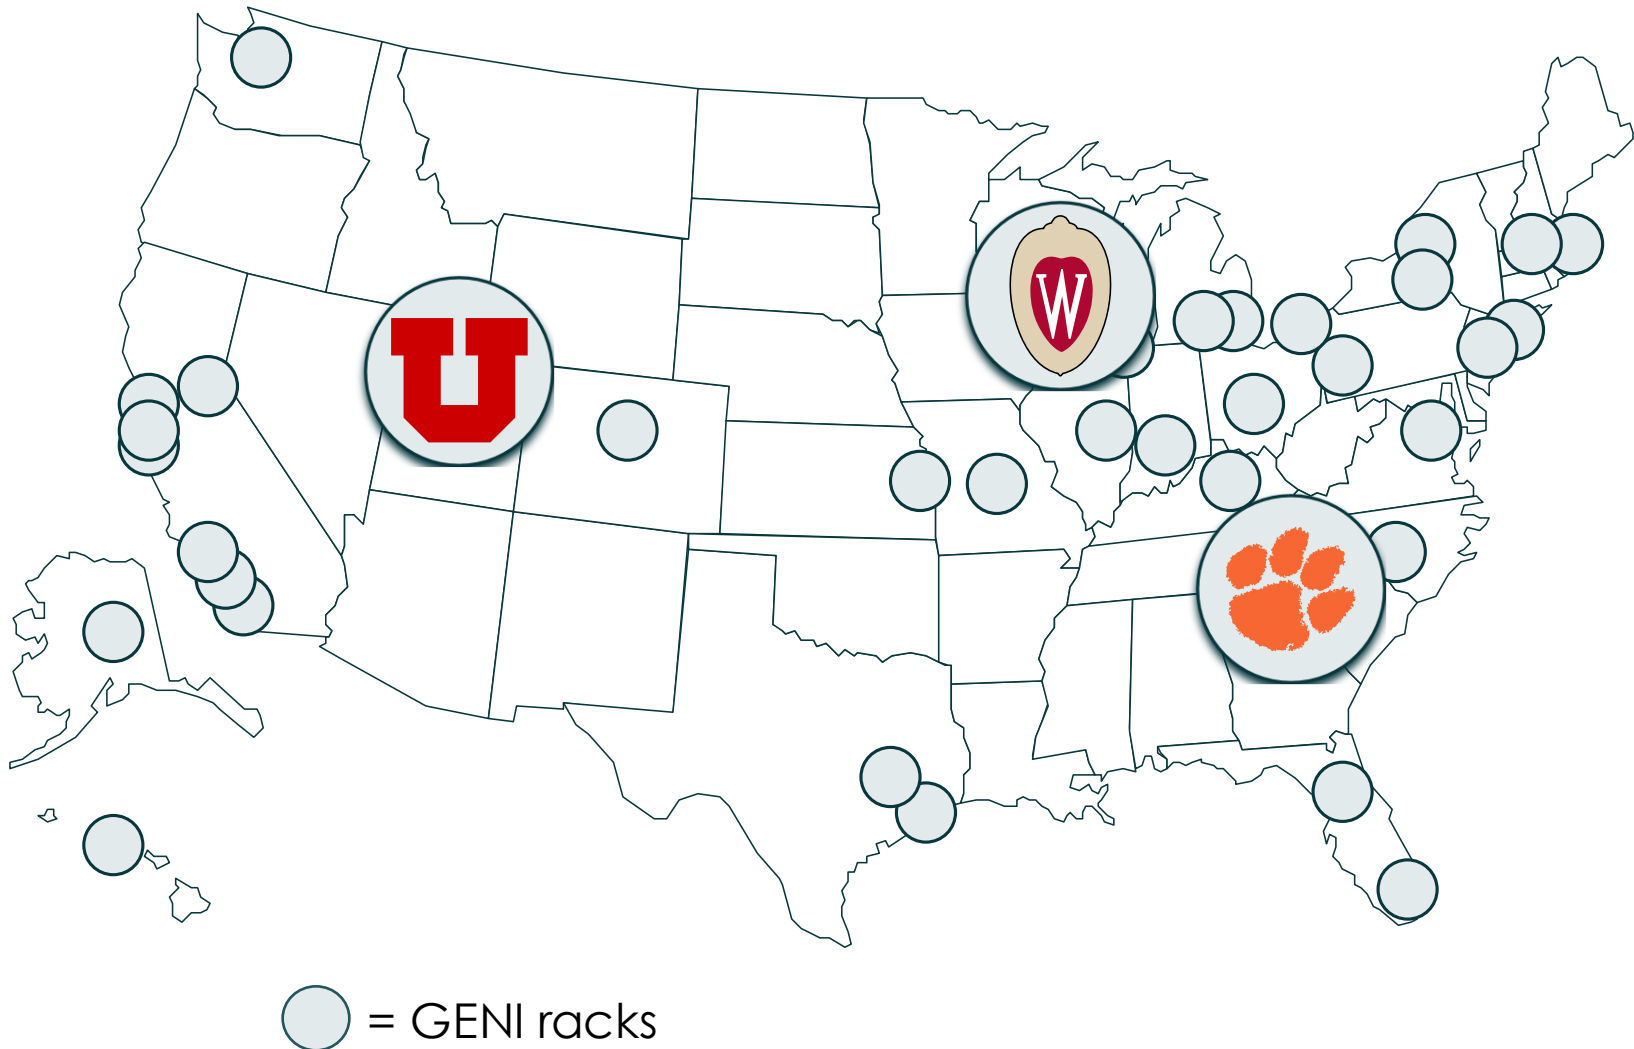 W
U
= GENI racks